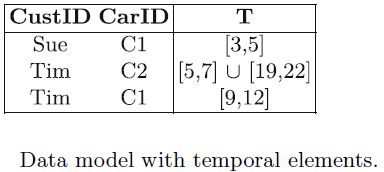 CustID CarID T
Sue C1 [3,5]
Tim C2 [5,7] ∪ [19,22]
Tim C1 [9,12]
Data model with temporal elements.